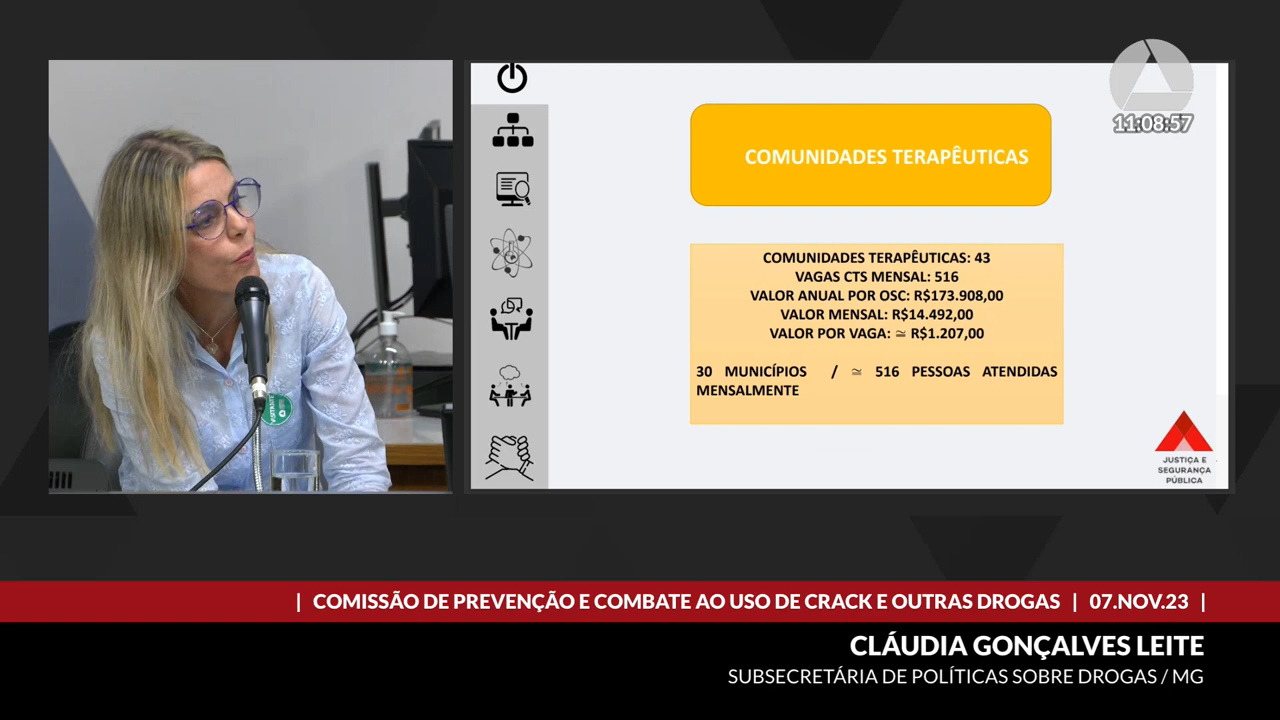 11:08:57
COMUNIDADES TERAPÊUTICAS
COMUNIDADES TERAPÊUTICAS: 43
VAGAS CTS MENSAL: 516
VALOR ANUAL POR OSC: R$173.908,00
VALOR MENSAL: R$14.492,00
VALOR POR VAGA: ≅ R$1.207,00
30 MUNICÍPIOS / ≅ 516 PESSOAS ATENDIDAS
MENSALMENTE
JUSTIÇA E
SEGURANÇA
PÚBLICA
VISITANTE
| COMISSÃO DE PREVENÇÃO E COMBATE AO USO DE CRACK E OUTRAS DROGAS | 07.NOV.23 |
CLÁUDIA GONÇALVES LEITE
SUBSECRETÁRIA DE POLÍTICAS SOBRE DROGAS / MG